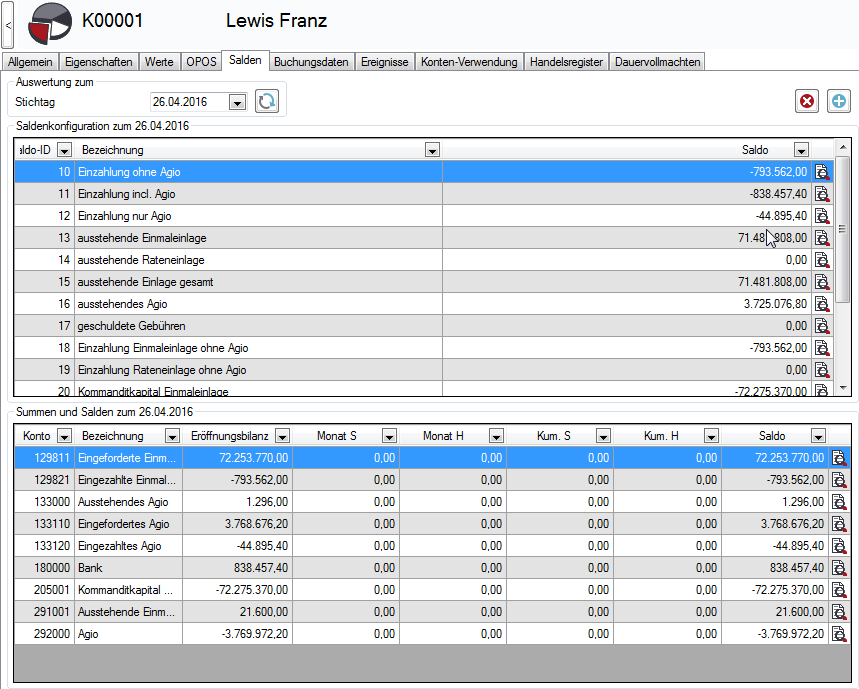 <
K00001 Lewis Franz
Allgemein Eigenschaften Werte OPOS Salden Buchungsdaten Ereignisse Konten-Verwendung Handelsregister Dauervollmachten
Auswertung zum
Stichtag 26.04.2016
Saldenkonfiguration zum 26.04.2016
aldo-ID Bezeichnung Saldo
10 Einzahlung ohne Agio -793.562,00
11 Einzahlung incl. Agio -838.457,40
12 Einzahlung nur Agio -44.895,40
13 ausstehende Einmaleinlage 71.481.808,00
14 ausstehende Rateneinlage 0,00
15 ausstehende Einlage gesamt 71.481.808,00
16 ausstehendes Agio 3.725.076,80
17 geschuldete Gebühren 0,00
18 Einzahlung Einmaleinlage ohne Agio -793.562,00
19 Einzahlung Rateneinlage ohne Agio 0,00
20 Kommanditkapital Einmaleinlage -72.275.370,00
Summen und Salden zum 26.04.2016
Konto Bezeichnung Eröffnungsbilanz Monat S Monat H Kum. S Kum. H Saldo
129811 Eingeforderte Einm... 72.253.770,00 0,00 0,00 0,00 0,00 72.253.770,00
129821 Eingezahlte Einmal... -793.562,00 0,00 0,00 0,00 0,00 -793.562,00
133000 Ausstehendes Agio 1.296,00 0,00 0,00 0,00 0,00 1.296,00
133110 Eingefordertes Agio 3.768.676,20 0,00 0,00 0,00 0,00 3.768.676,20
133120 Eingezahltes Agio -44.895,40 0,00 0,00 0,00 0,00 -44.895,40
180000 Bank 838.457,40 0,00 0,00 0,00 0,00 838.457,40
205001 Kommanditkapital ... -72.275.370,00 0,00 0,00 0,00 0,00 -72.275.370,00
291001 Ausstehende Einm... 21.600,00 0,00 0,00 0,00 0,00 21.600,00
292000 Agio -3.769.972,20 0,00 0,00 0,00 0,00 -3.769.972,20